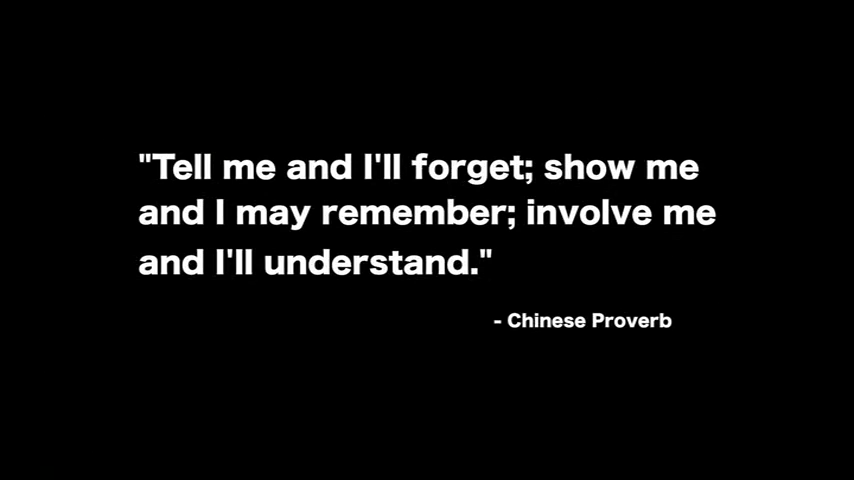 "Tell me and I'll forget; show me
and I may remember; involve me
and I'll understand."
- Chinese Proverb